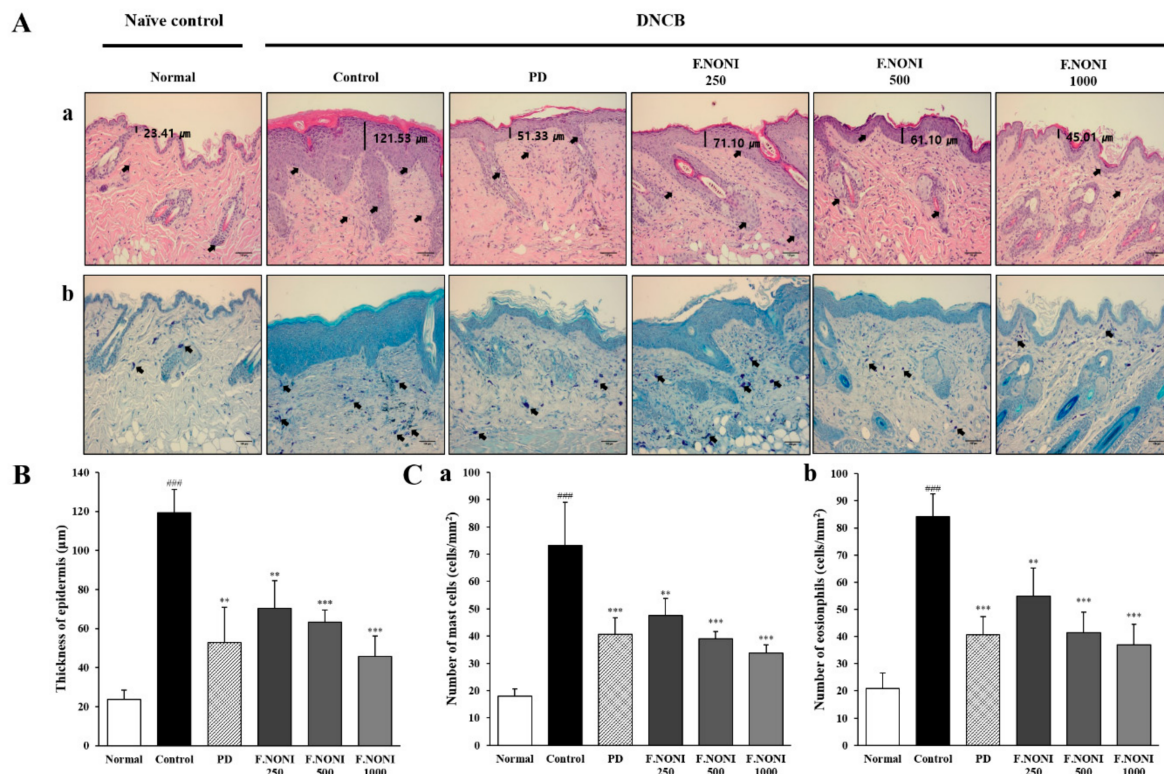 A
Naïve control
DNCB
Normal
Control
PD
F.NONI
250
F.NONI
500
F.NONI
1000
a
23.41 ㎛
121.53 ㎛
51.33 ㎛
71.10 ㎛
61.10 ㎛
45.01 ㎛
b
B
Thickness of epidermis (μm)
140
120
100
80
60
40
20
0
###
**
**
***
***
Normal
Control
PD
F.NONI
250
F.NONI
500
F.NONI
1000
C
a
Number of mast cells (cells/mm²)
100
90
80
70
60
50
40
30
20
10
0
###
***
**
***
***
Normal
Control
PD
F.NONI
250
F.NONI
500
F.NONI
1000
b
Number of eosionphils (cells/mm²)
100
90
80
70
60
50
40
30
20
10
0
###
***
**
***
***
Normal
Control
PD
F.NONI
250
F.NONI
500
F.NONI
1000